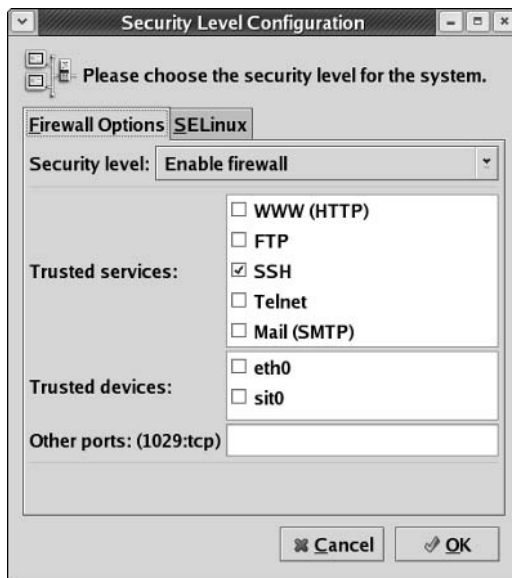 Security Level Configuration
Please choose the security level for the system.
Firewall Options SELinux
Security level: Enable firewall
Trusted services:
WWW (HTTP)
FTP
SSH
Telnet
Mail (SMTP)
Trusted devices:
eth0
sit0
Other ports: (1029:tcp)
Cancel OK